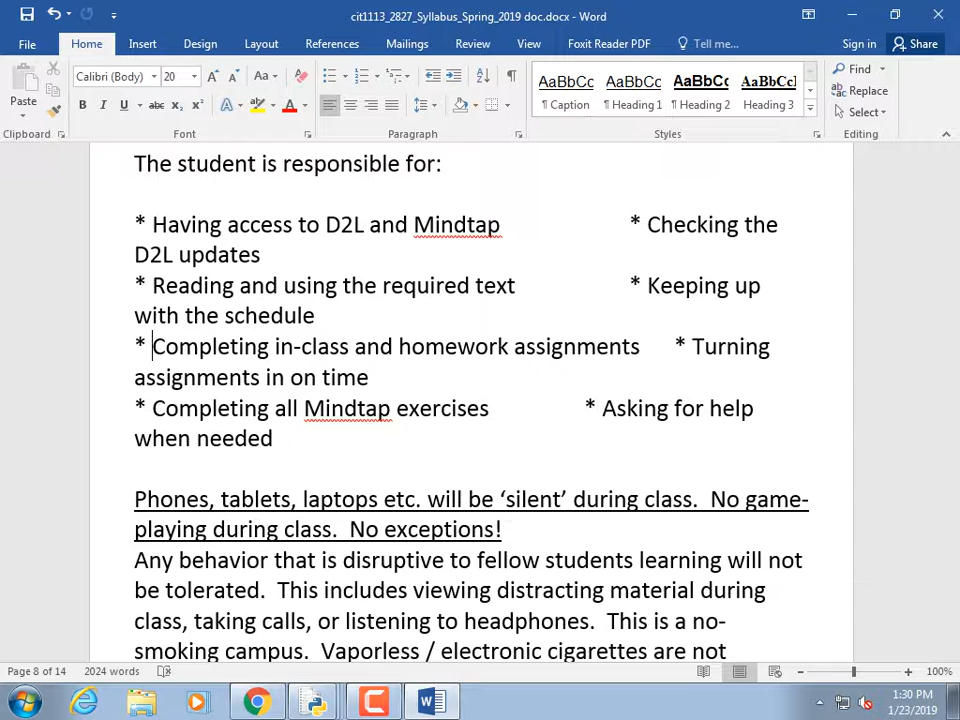 cit1113_2827_Syllabus_Spring_2019 doc.docx - Word
File Home Insert Design Layout References Mailings Review View Foxit Reader PDF Tell me... Sign in Share
Calibri (Body) 20 Aa
AaBbCc AaBbCc AaBbCc AaBbCc
Find
Replace
Select
Paste
B I U abc x₂ x² A A
¶ Caption ¶ Heading 1 ¶ Heading 2 Heading 3
Clipboard Font Paragraph Styles Editing
The student is responsible for:
* Having access to D2L and Mindtap * Checking the
D2L updates
* Reading and using the required text * Keeping up
with the schedule
* Completing in-class and homework assignments * Turning
assignments in on time
* Completing all Mindtap exercises * Asking for help
when needed
Phones, tablets, laptops etc. will be ‘silent’ during class.  No game-
playing during class.  No exceptions!
Any behavior that is disruptive to fellow students learning will not
be tolerated.  This includes viewing distracting material during
class, taking calls, or listening to headphones.  This is a no-
smoking campus.  Vaporless / electronic cigarettes are not
Page 8 of 14 2024 words 100%
1:30 PM
1/23/2019